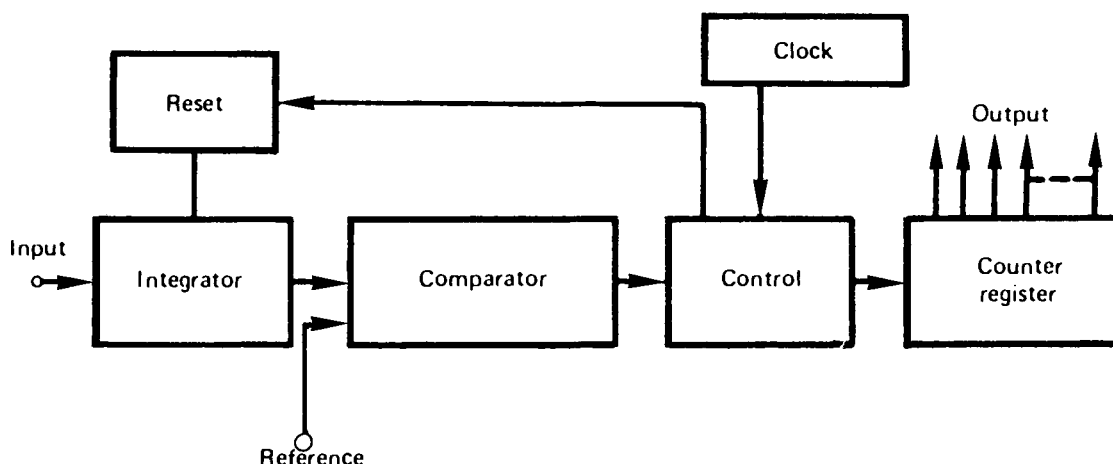 Clock
Reset
Output
Input
Integrator
Comparator
Control
Counter
register
Reference